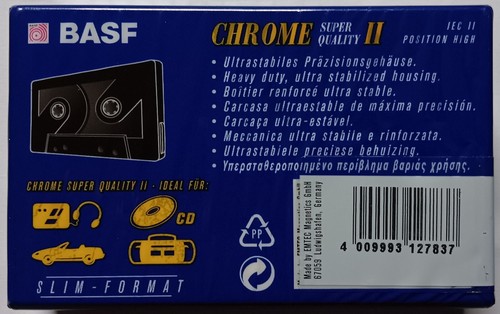 BASF
CHROME SUPER QUALITY II
IEC II
POSITION HIGH
• Ultrastabiles Präzisionsgehäuse.
• Heavy duty, ultra stabilized housing.
• Boitier renforcé ultra stable.
• Carcasa ultraestable de máxima precisión.
• Carcaça ultra-estável.
• Meccanica ultra stabile e rinforzata.
• Ultrastabiele preciese behuizing.
• Υπερσταθεροποιημένο περίβλημα βαριάς χρήσης.
CHROME SUPER QUALITY II - IDEAL FÜR:
CD
SLIM-FORMAT
PP
Made by EMTEC Magnetics GmbH
67059 Ludwigshafen, Germany
4 009993 127837